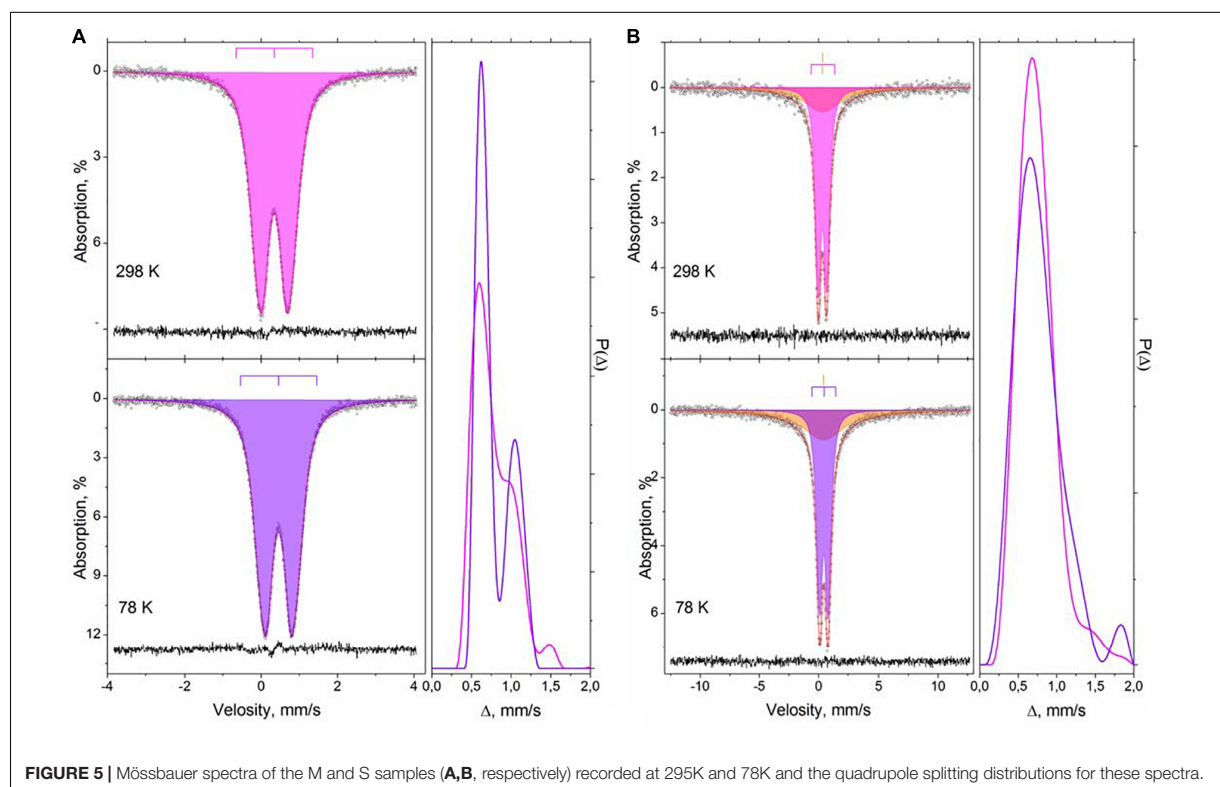 A
B
0
3
6
-
Absorption, %
298 K
0
3
6
9
12
Absorption, %
78 K
-4
-2
0
2
4
Velosity, mm/s
0,0
0,5
1,0
1,5
2,0
Δ, mm/s
P(Δ)
0
1
2
3
4
5
Absorption, %
298 K
0
2
4
6
Absorption, %
78 K
-10
-5
0
5
10
Velosity, mm/s
0,0
0,5
1,0
1,5
2,0
Δ, mm/s
P(Δ)
FIGURE 5 | Mössbauer spectra of the M and S samples (A,B, respectively) recorded at 295K and 78K and the quadrupole splitting distributions for these spectra.